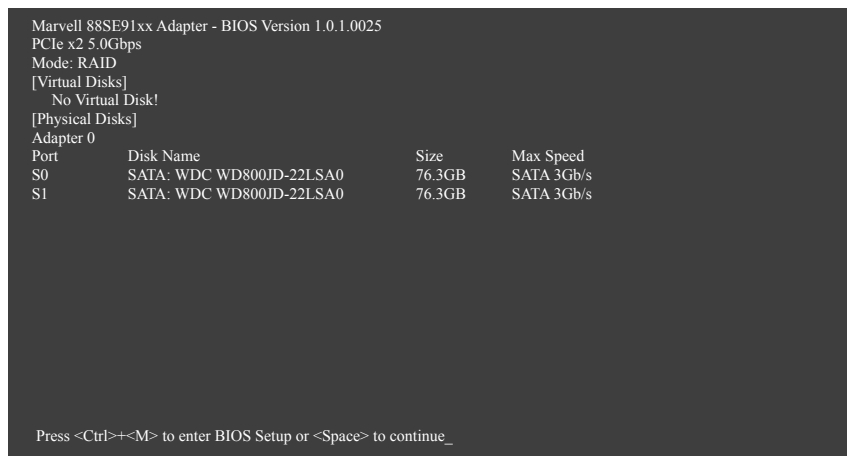 Marvell 88SE91xx Adapter - BIOS Version 1.0.1.0025
PCIe x2 5.0Gbps
Mode: RAID
[Virtual Disks]
No Virtual Disk!
[Physical Disks]
Adapter 0
Port Disk Name Size Max Speed
S0 SATA: WDC WD800JD-22LSA0 76.3GB SATA 3Gb/s
S1 SATA: WDC WD800JD-22LSA0 76.3GB SATA 3Gb/s
Press <Ctrl>+<M> to enter BIOS Setup or <Space> to continue_